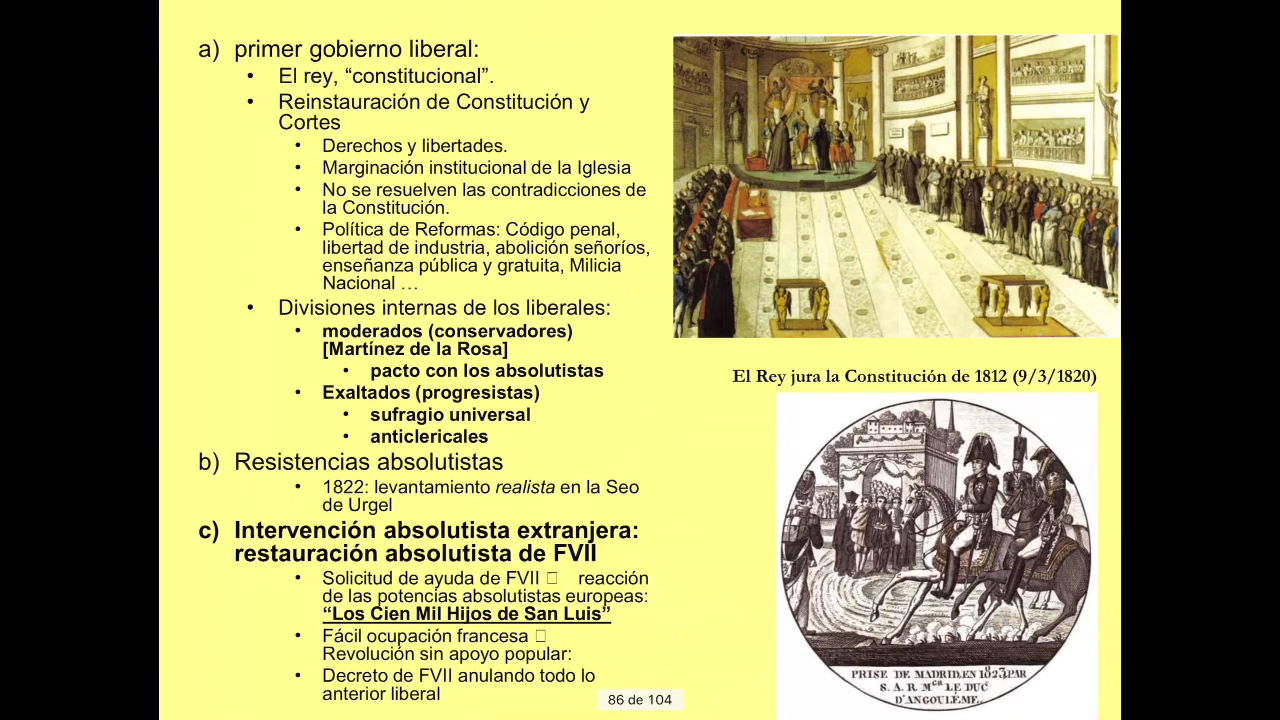 a) primer gobierno liberal:
• El rey, “constitucional”.
• Reinstauración de Constitución y
Cortes
• Derechos y libertades.
• Marginación institucional de la Iglesia
• No se resuelven las contradicciones de
la Constitución.
• Política de Reformas: Código penal,
libertad de industria, abolición señoríos,
enseñanza pública y gratuita, Milicia
Nacional …
• Divisiones internas de los liberales:
• moderados (conservadores)
[Martínez de la Rosa]
• pacto con los absolutistas
• Exaltados (progresistas)
• sufragio universal
• anticlericales
b) Resistencias absolutistas
• 1822: levantamiento realista en la Seo
de Urgel
c) Intervención absolutista extranjera:
restauración absolutista de FVII
• Solicitud de ayuda de FVII □ reacción
de las potencias absolutistas europeas:
“Los Cien Mil Hijos de San Luis”
• Fácil ocupación francesa □
Revolución sin apoyo popular:
• Decreto de FVII anulando todo lo
anterior liberal
El Rey jura la Constitución de 1812 (9/3/1820)
PRISE DE MADRID, EN 1823, PAR
S. A. R. Mgr LE DUC
D'ANGOULÊME.
86 de 104